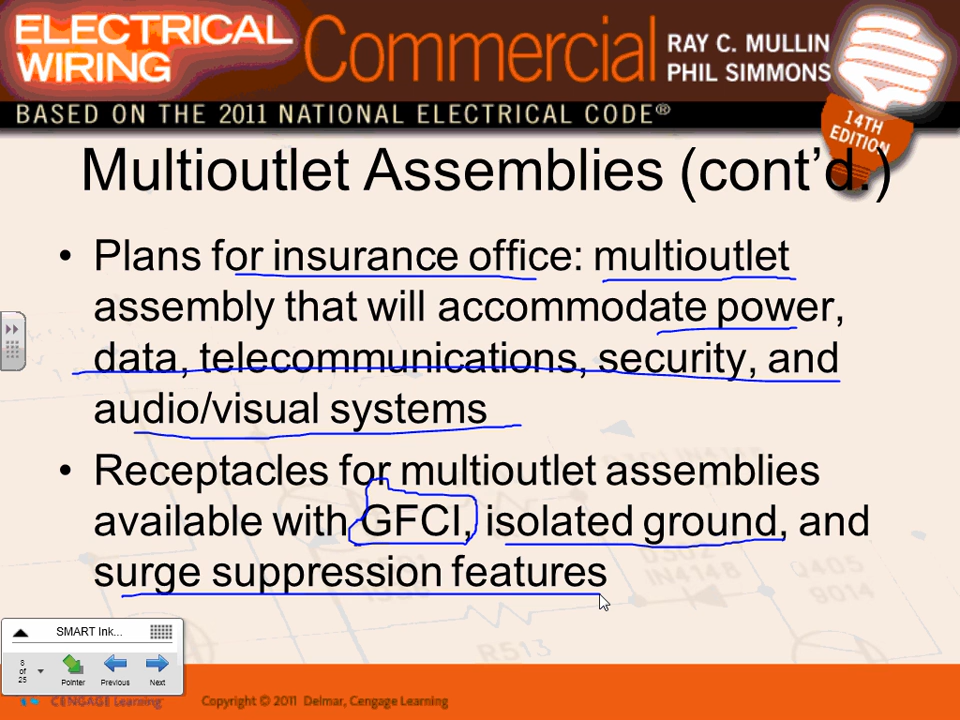 ELECTRICAL
WIRING
Commercial
RAY C. MULLIN
PHIL SIMMONS
BASED ON THE 2011 NATIONAL ELECTRICAL CODE®
14TH
EDITION
Multioutlet Assemblies (cont’d.)
• Plans for insurance office: multioutlet
assembly that will accommodate power,
data, telecommunications, security, and
audio/visual systems
• Receptacles for multioutlet assemblies
available with GFCI, isolated ground, and
surge suppression features
IN4148
Q405
9014
R513
SMART Ink...
8
of
25
Pointer
Previous
Next
CENGAGE Learning
Copyright © 2011 Delmar, Cengage Learning